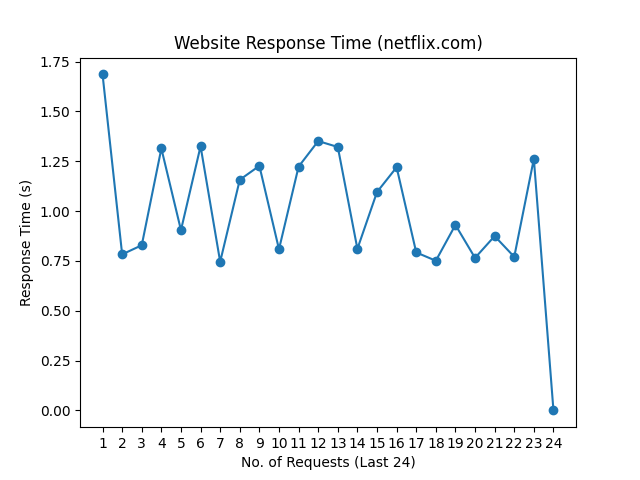 Website Response Time (netflix.com)
1.75
1.50
1.25
1.00
0.75
0.50
0.25
0.00
Response Time (s)
1 2 3 4 5 6 7 8 9 10 11 12 13 14 15 16 17 18 19 20 21 22 23 24
No. of Requests (Last 24)